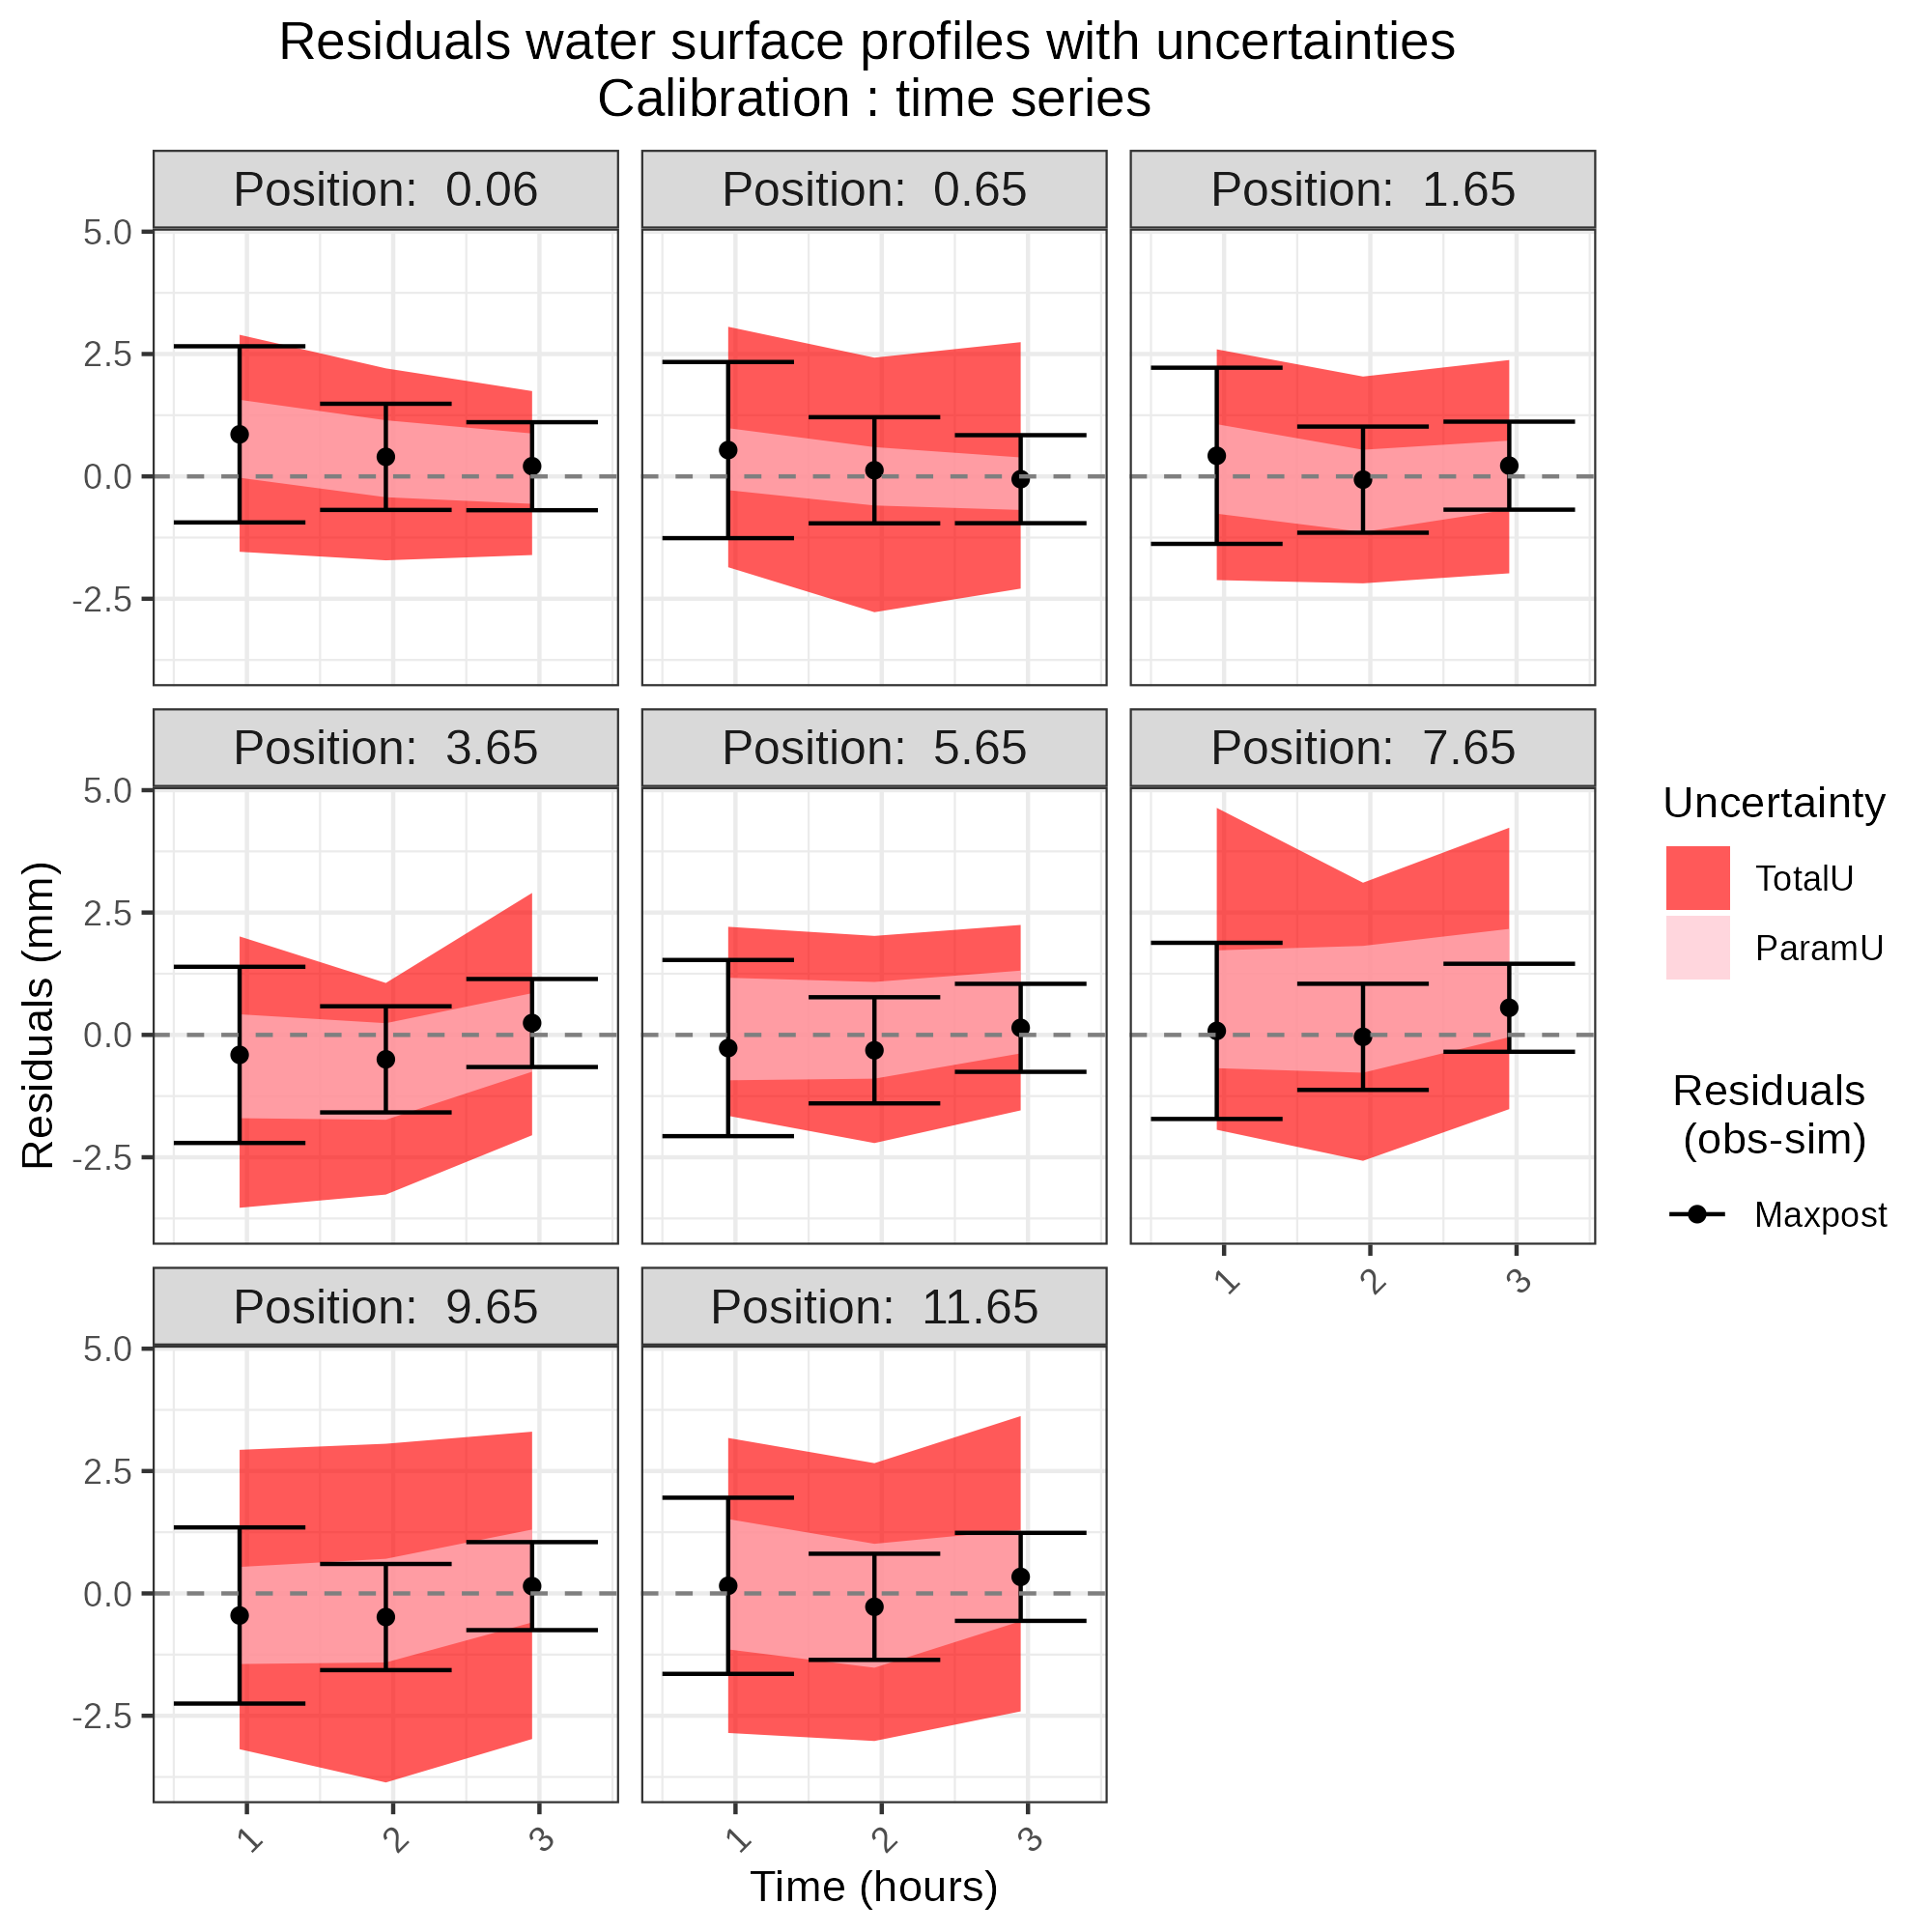 Residuals water surface profiles with uncertainties
Calibration : time series
Position:  0.06
Position:  0.65
Position:  1.65
5.0
2.5
0.0
-2.5
Position:  3.65
Position:  5.65
Position:  7.65
5.0
2.5
0.0
-2.5
1
2
3
Position:  9.65
Position:  11.65
5.0
2.5
0.0
-2.5
1
2
3
1
2
3
Time (hours)
Residuals (mm)
Uncertainty
TotalU
ParamU
Residuals
(obs-sim)
Maxpost